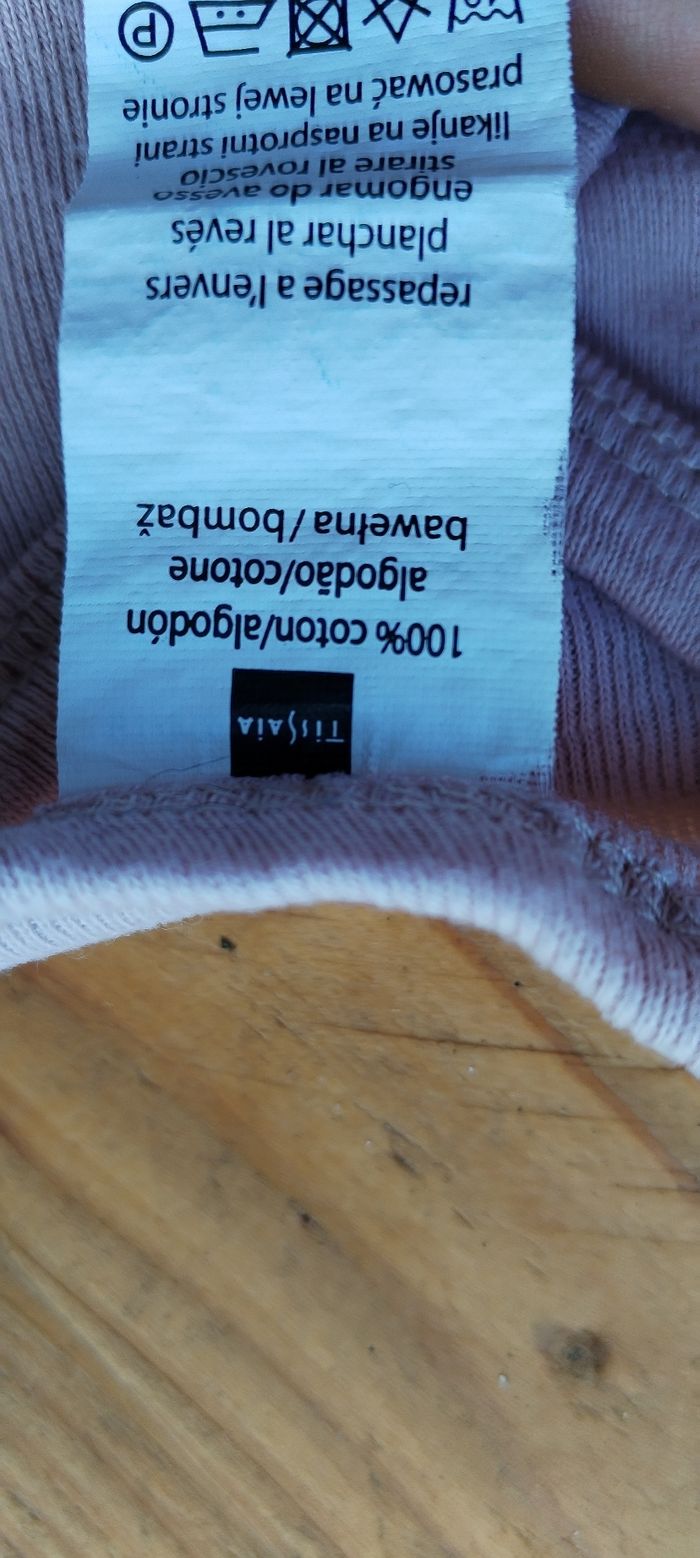 TISSAIA
100% coton/algodón
algodão/cotone
bawełna/bombaž
repassage a l'envers
planchar al revés
engomar do avesso
stirare al rovescio
likanje na nasprotni strani
prasować na lewej stronie
P